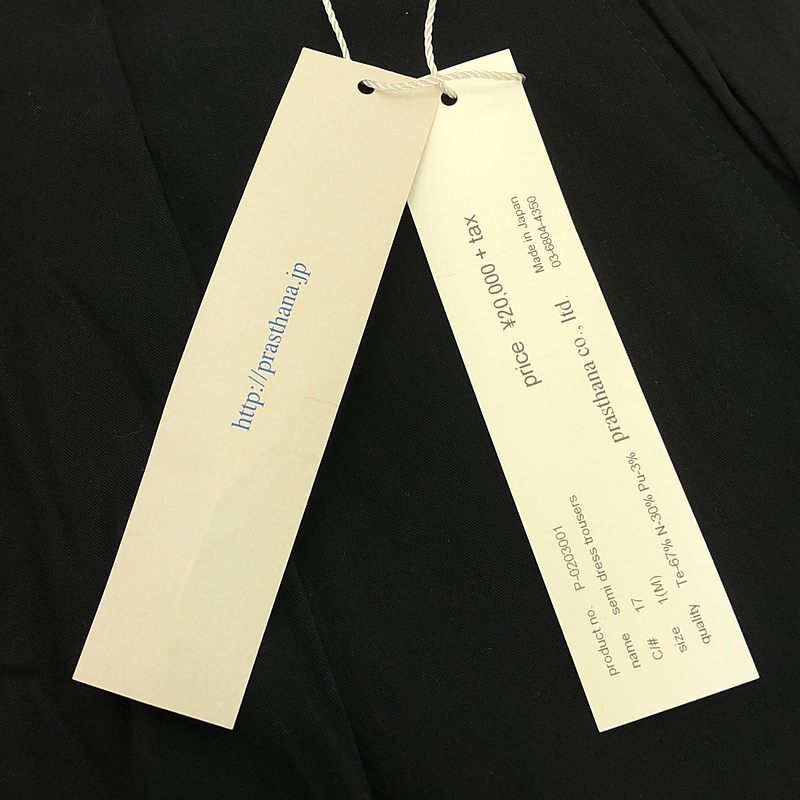 http://prasthana.jp
product no. P-0203001
name semi dress trousers
C/# 17
size 1(M)
quality Te-67% N-30% Pu-3%
price ¥20,000 + tax
prasthana co., ltd.
Made in Japan
03-6804-4350